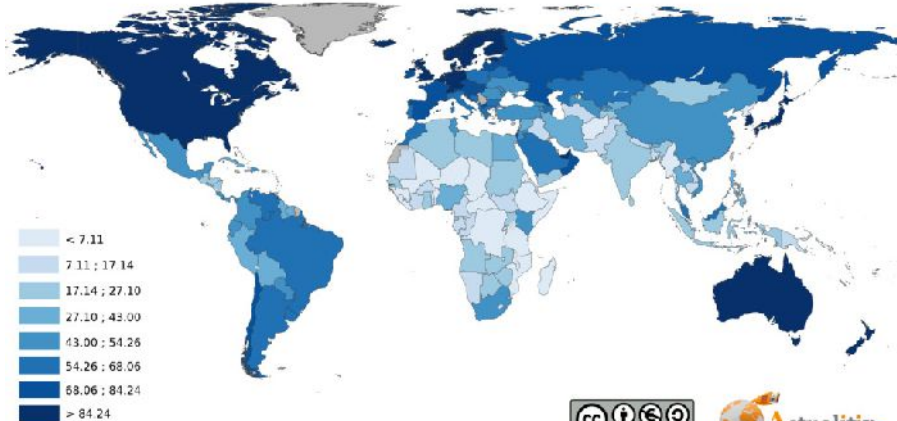 < 7.11
7.11 ; 17.14
17.14 ; 27.10
27.10 ; 43.00
43.00 ; 54.26
54.26 ; 68.06
68.06 ; 84.24
> 84.24
cc